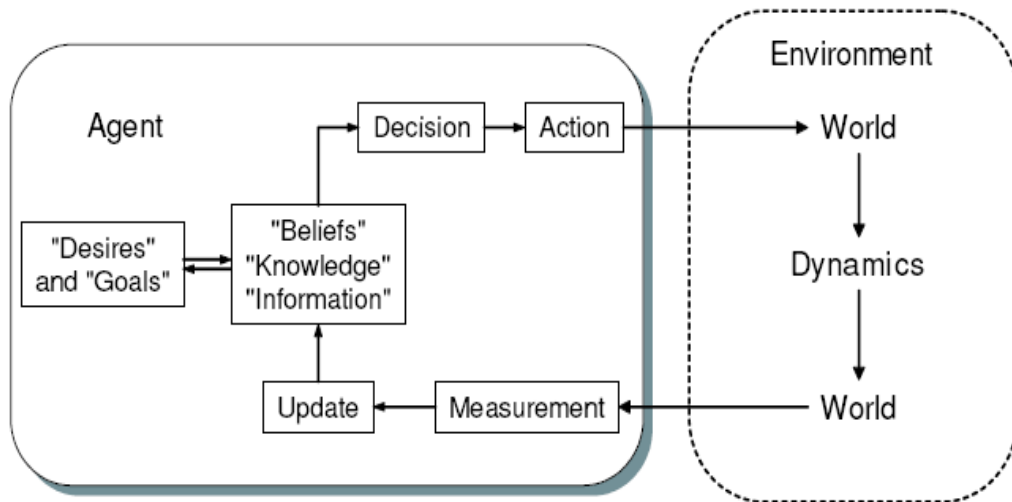 Environment
Agent
Decision
Action
World
"Desires"
and "Goals"
"Beliefs"
"Knowledge"
"Information"
Dynamics
Update
Measurement
World